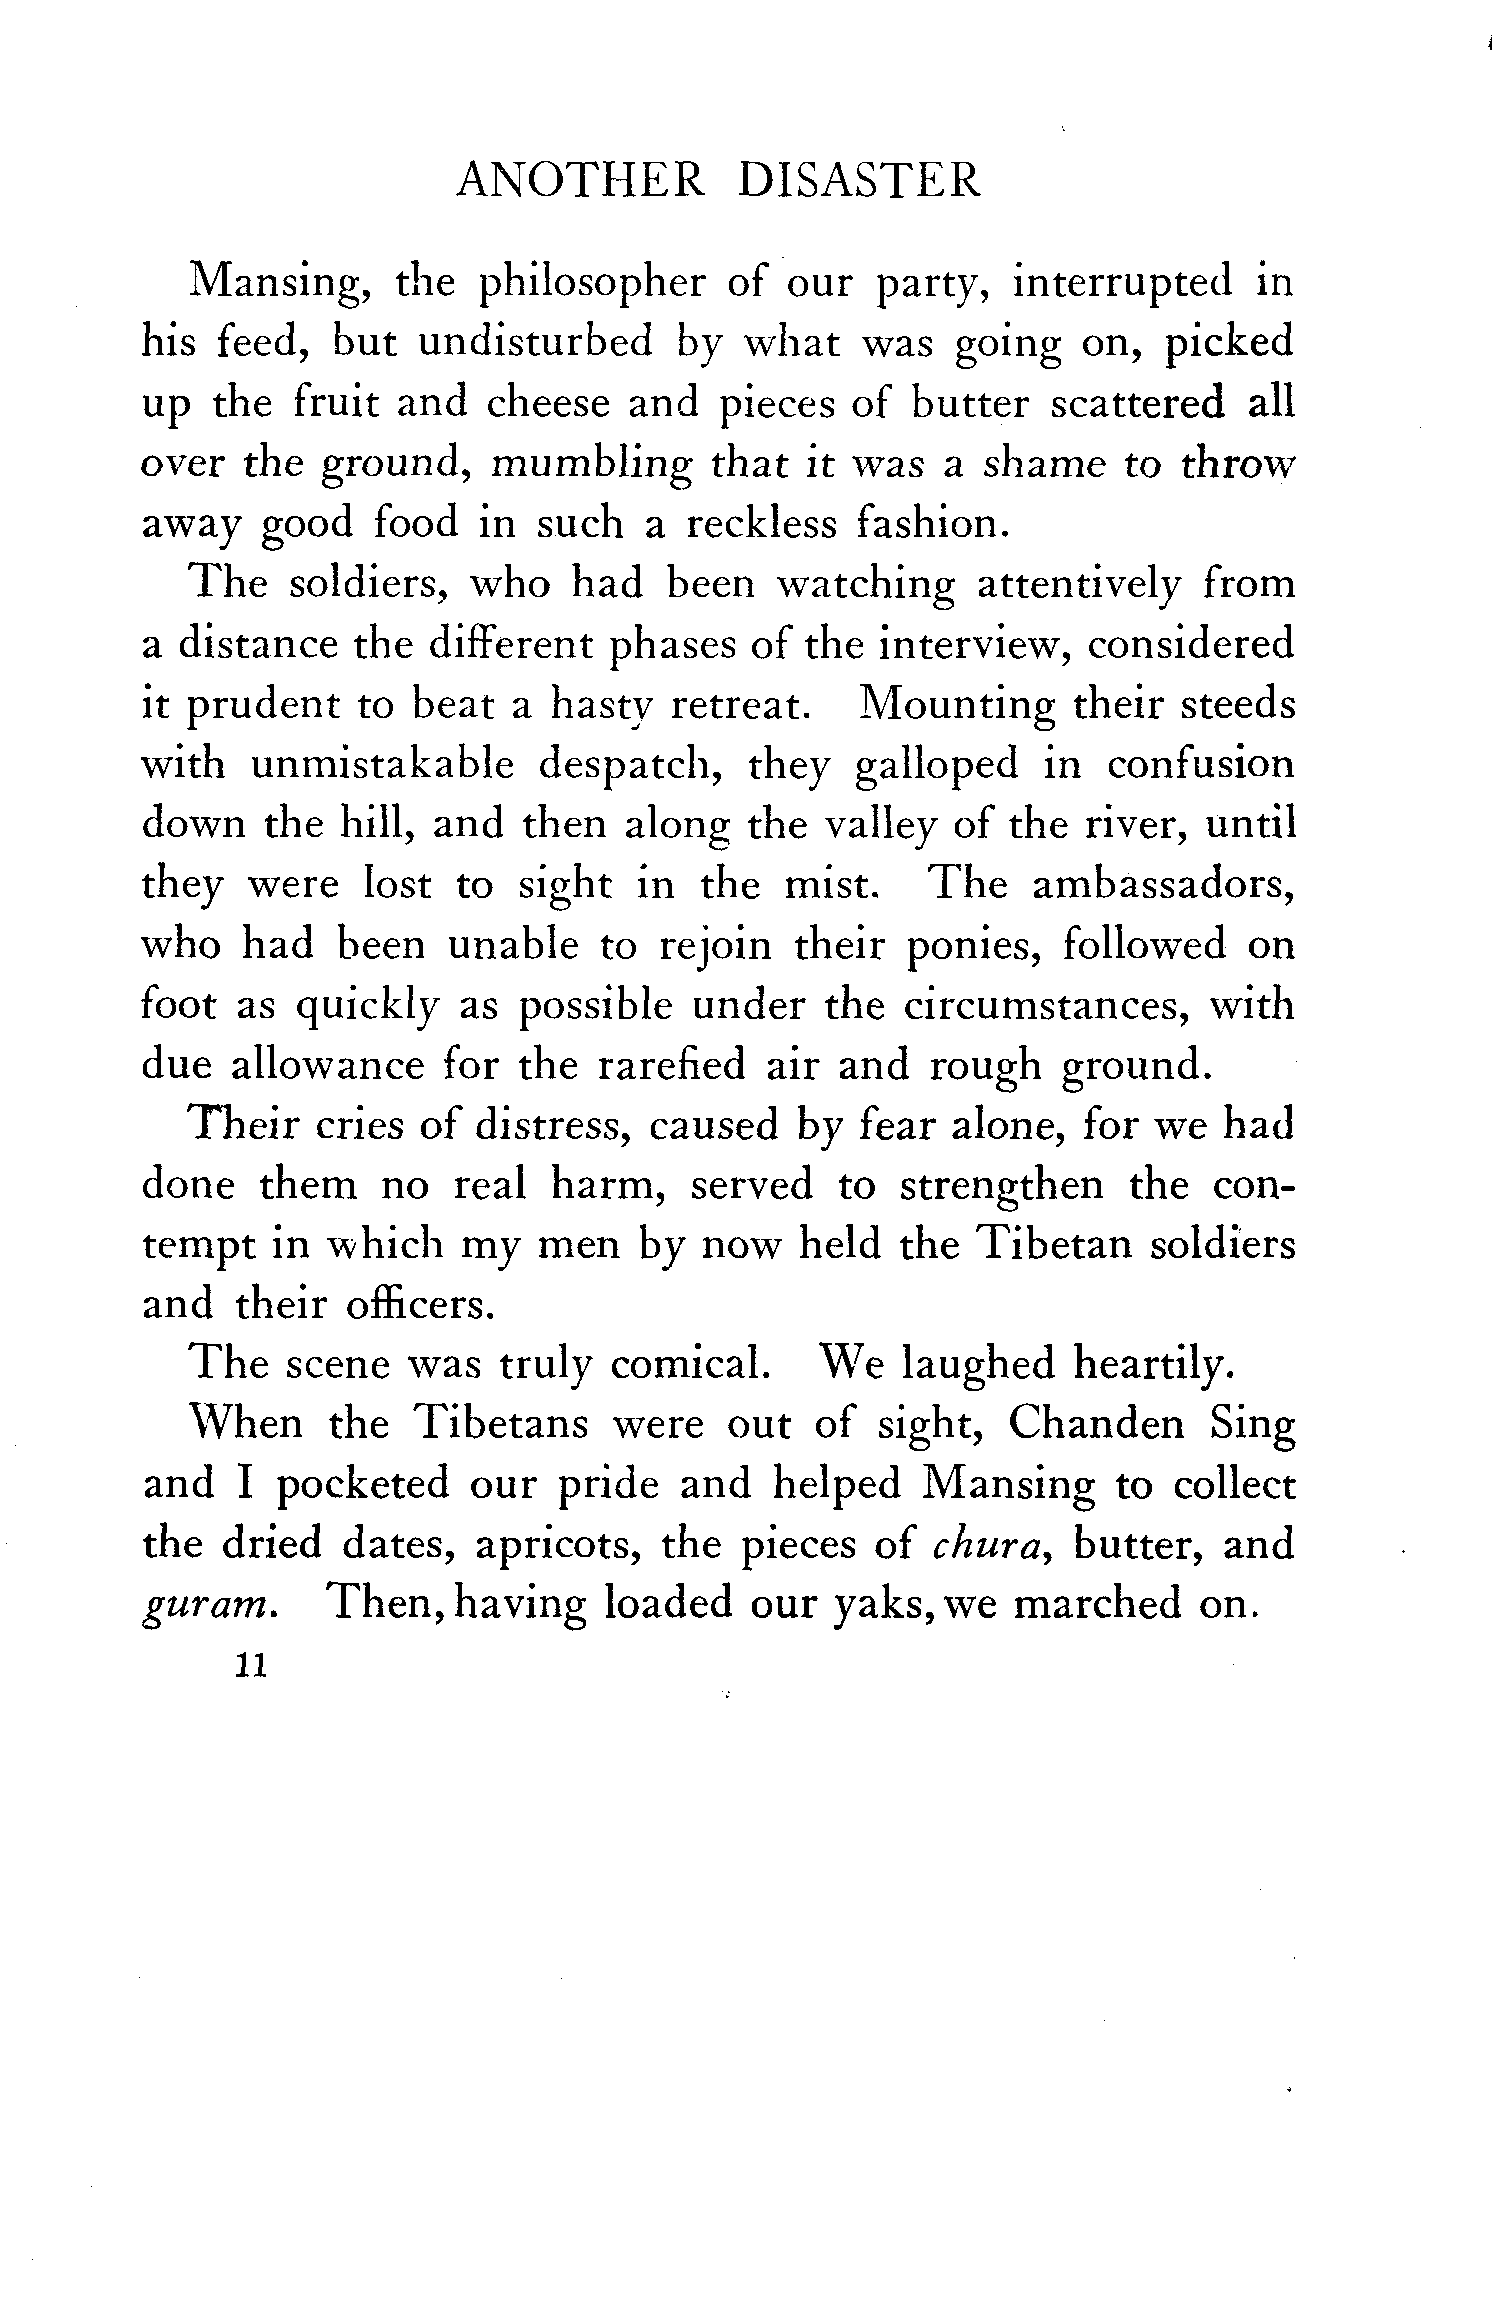 ANOTHER DISASTER
Mansing, the philosopher of our party, interrupted in
his feed, but undisturbed by what was going on, picked
up the fruit and cheese and pieces of butter scattered all
over the ground, mumbling that it was a shame to throw
away good food in such a reckless fashion.
The soldiers, who had been watching attentively from
a distance the different phases of the interview, considered
it prudent to beat a hasty retreat. Mounting their steeds
with unmistakable despatch, they galloped in confusion
down the hill, and then along the valley of the river, until
they were lost to sight in the mist. The ambassadors,
who had been unable to rejoin their ponies, followed on
foot as quickly as possible under the circumstances, with
due allowance for the rarefied air and rough ground.
Their cries of distress, caused by fear alone, for we had
done them no real harm, served to strengthen the con-
tempt in which my men by now held the Tibetan soldiers
and their officers.
The scene was truly comical. We laughed heartily.
When the Tibetans were out of sight, Chanden Sing
and I pocketed our pride and helped Mansing to collect
the dried dates, apricots, the pieces of chura, butter, and
guram. Then, having loaded our yaks, we marched on.
11